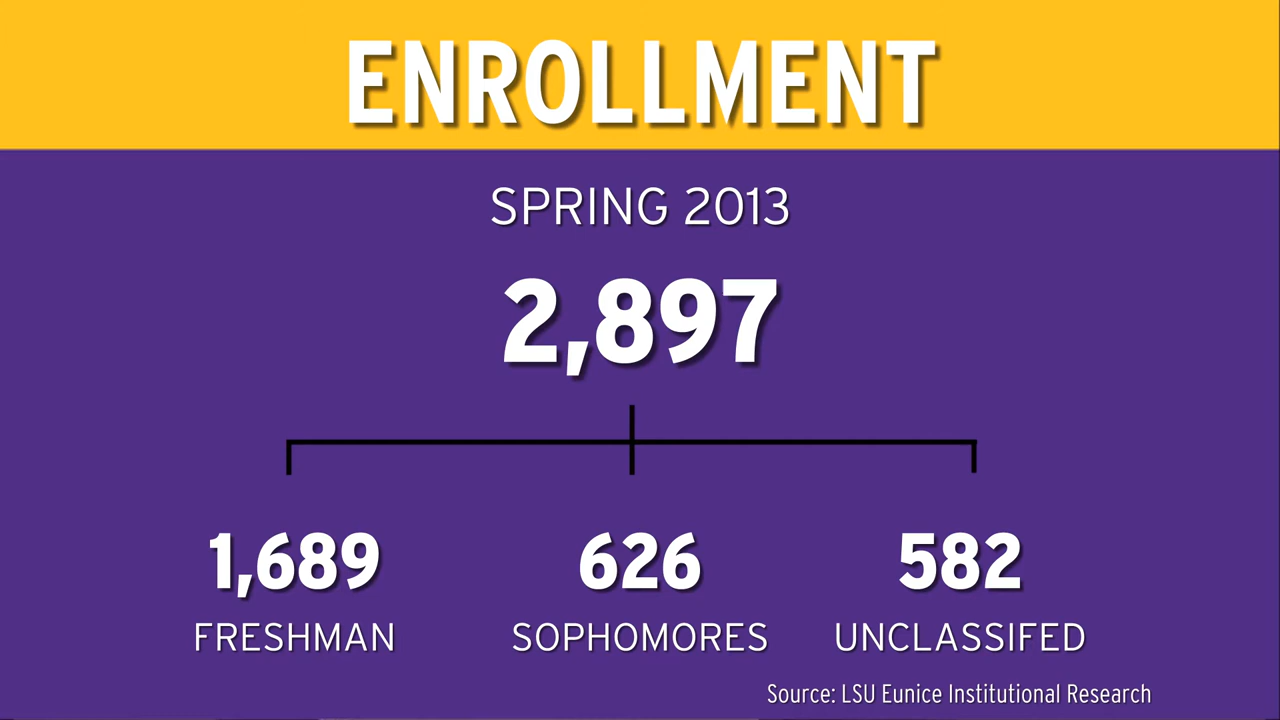 ENROLLMENT
SPRING 2013
2,897
1,689 626 582
FRESHMAN SOPHOMORES UNCLASSIFED
Source: LSU Eunice Institutional Research